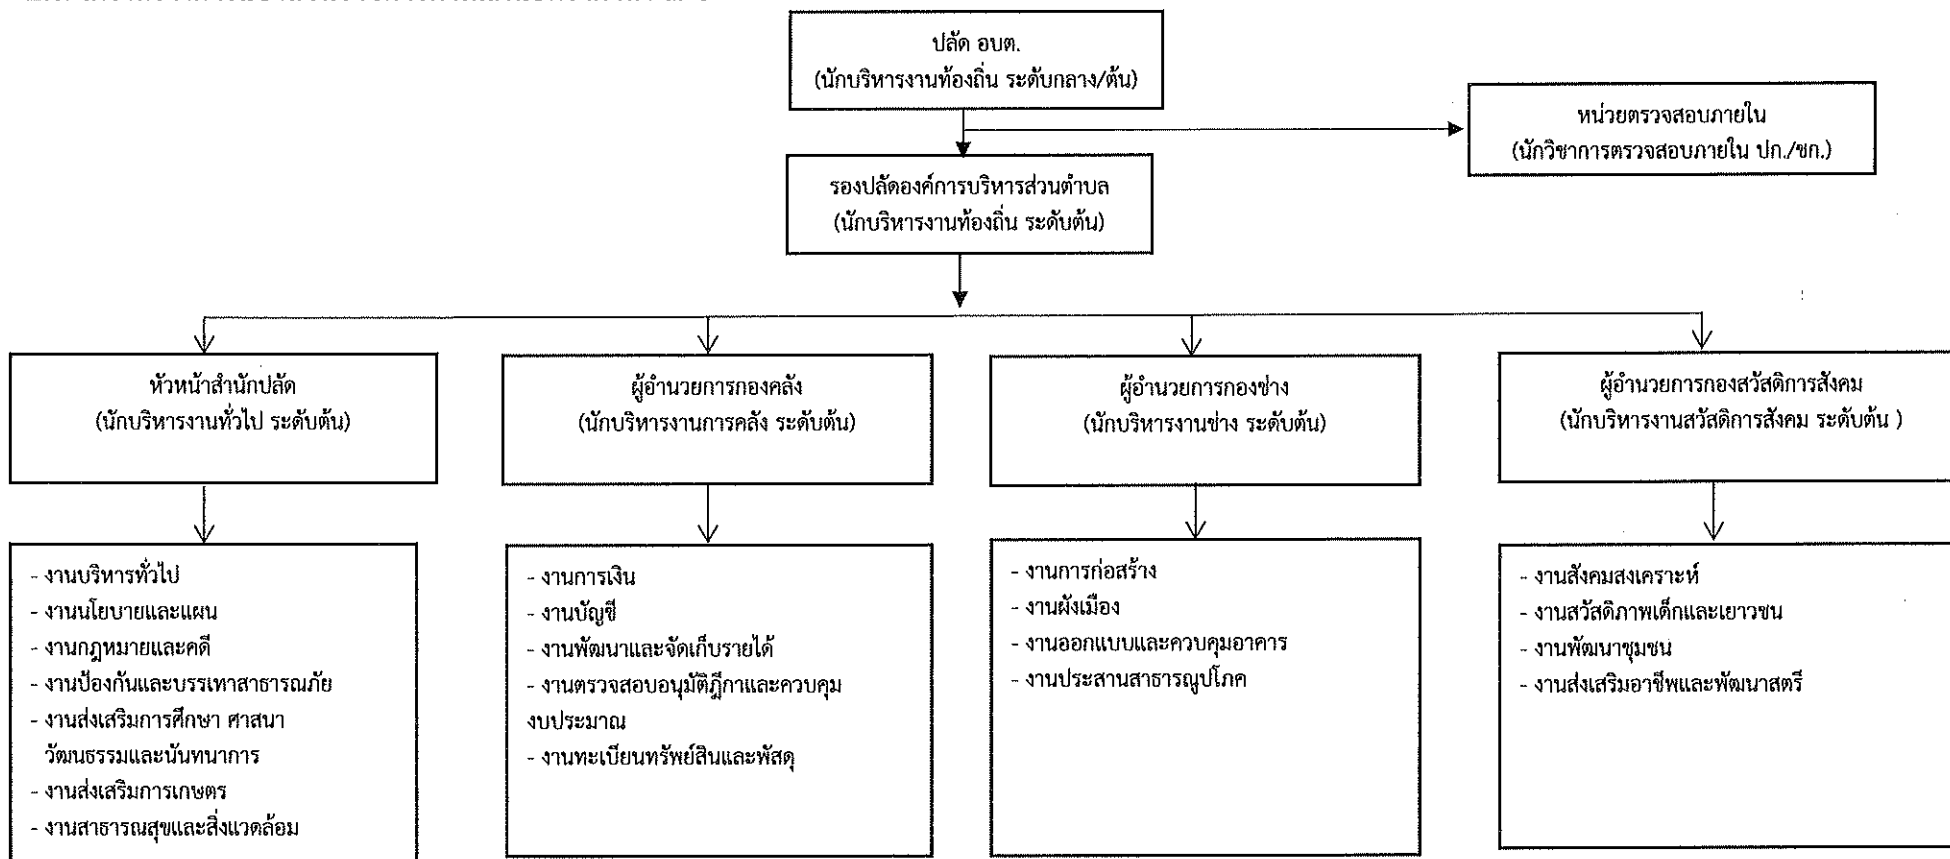 ปลัด อบต.
(นักบริหารงานท้องถิ่น ระดับกลาง/ต้น)
หน่วยตรวจสอบภายใน
(นักวิชาการตรวจสอบภายใน ปก./ชก.)
รองปลัดองค์การบริหารส่วนตำบล
(นักบริหารงานท้องถิ่น ระดับต้น)
หัวหน้าสำนักปลัด
(นักบริหารงานทั่วไป ระดับต้น)
ผู้อำนวยการกองคลัง
(นักบริหารงานการคลัง ระดับต้น)
ผู้อำนวยการกองช่าง
(นักบริหารงานช่าง ระดับต้น)
ผู้อำนวยการกองสวัสดิการสังคม
(นักบริหารงานสวัสดิการสังคม ระดับต้น )
- งานบริหารทั่วไป
- งานนโยบายและแผน
- งานกฎหมายและคดี
- งานป้องกันและบรรเทาสาธารณภัย
- งานส่งเสริมการศึกษา ศาสนา
วัฒนธรรมและนันทนาการ
- งานส่งเสริมการเกษตร
- งานสาธารณสุขและสิ่งแวดล้อม
- งานการเงิน
- งานบัญชี
- งานพัฒนาและจัดเก็บรายได้
- งานตรวจสอบอนุมัติฎีกาและควบคุม
งบประมาณ
- งานทะเบียนทรัพย์สินและพัสดุ
- งานการก่อสร้าง
- งานผังเมือง
- งานออกแบบและควบคุมอาคาร
- งานประสานสาธารณูปโภค
- งานสังคมสงเคราะห์
- งานสวัสดิภาพเด็กและเยาวชน
- งานพัฒนาชุมชน
- งานส่งเสริมอาชีพและพัฒนาสตรี